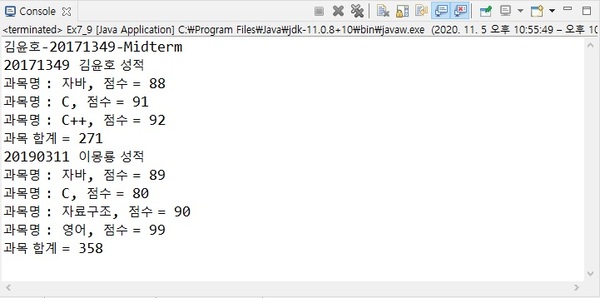 Console
<terminated> Ex7_9 [Java Application] C:₩Program Files₩Java₩jdk-11.0.8+10₩bin₩javaw.exe (2020. 11. 5 오후 10:55:49 – 오후 10
김윤호-20171349-Midterm
20171349 김윤호 성적
과목명 : 자바, 점수 = 88
과목명 : C, 점수 = 91
과목명 : C++, 점수 = 92
과목 합계 = 271
20190311 이몽룡 성적
과목명 : 자바, 점수 = 89
과목명 : C, 점수 = 80
과목명 : 자료구조, 점수 = 90
과목명 : 영어, 점수 = 99
과목 합계 = 358